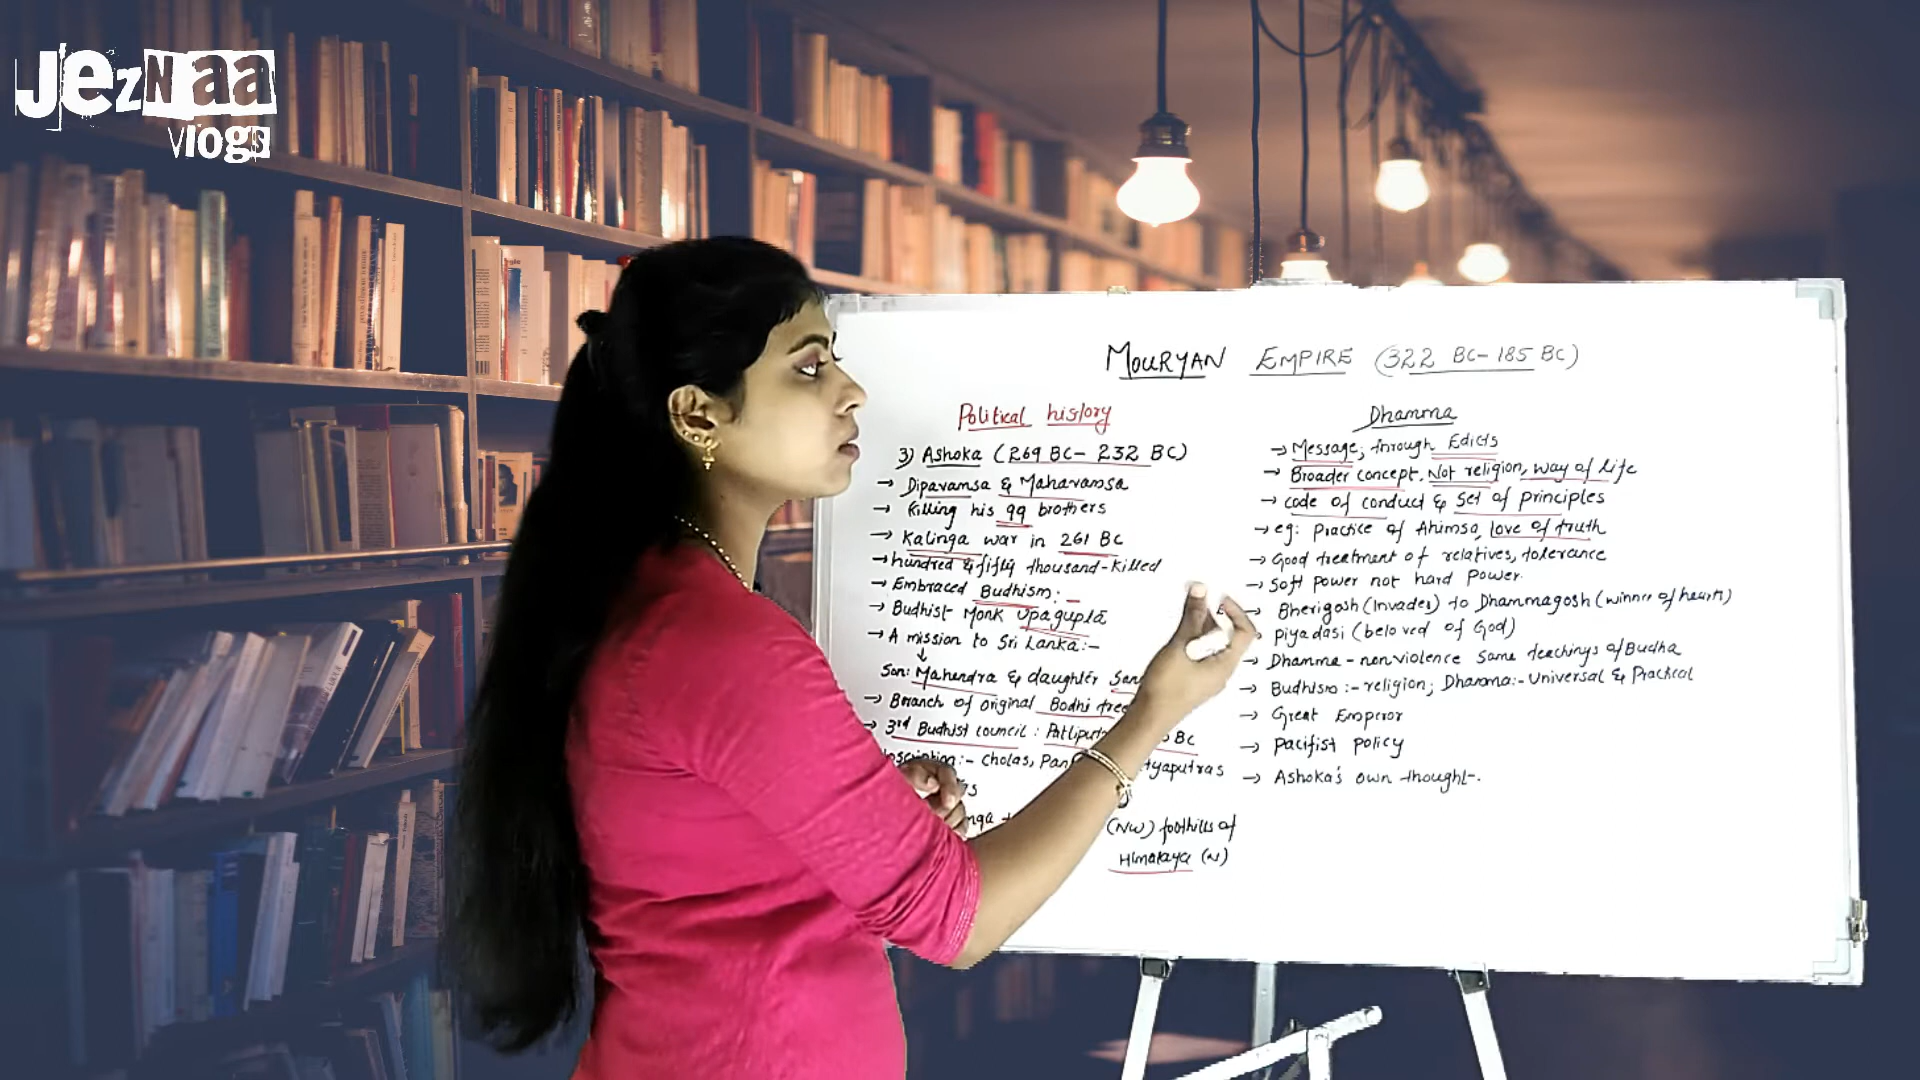 JEZNAA
Vlogs
MOURYAN EMPIRE (322 BC-185 BC)
Political history
3) Ashoka (269 BC- 232 BC)
→ Dipavamsa & Mahavamsa
→ Killing his 99 brothers
→ Kalinga war in 261 BC
→ hundred & fifty thousand-killed
→ Embraced Budhism:-
→ Budhist Monk Upagupta
→ A mission to Sri Lanka:-
↓
Son: Mahendra & daughter
→ Branch of original Bodhi tree
→ 3rd Budhist council : BC
:- Cholas,
(NW) foothills of
Himalaya (N)
Dhamma
→ Message, through Edicts
→ Broader concept, Not religion, way of life
→ code of conduct & set of principles
→ eg: Practice of Ahimsa, love of truth
→ Good treatment of relatives, tolerance
→ Soft power not hard Power.
→ Bherigosh (Invader) to Dhammagosh (winner of hearts)
Piyadasi (beloved of God)
→ Dhamma - nonviolence same teachings of Budha
→ Budhism :- religion; Dhamma:- Universal & Practical
→ Great Emperor
→ Pacifist Policy
→ Ashoka's own thought-.